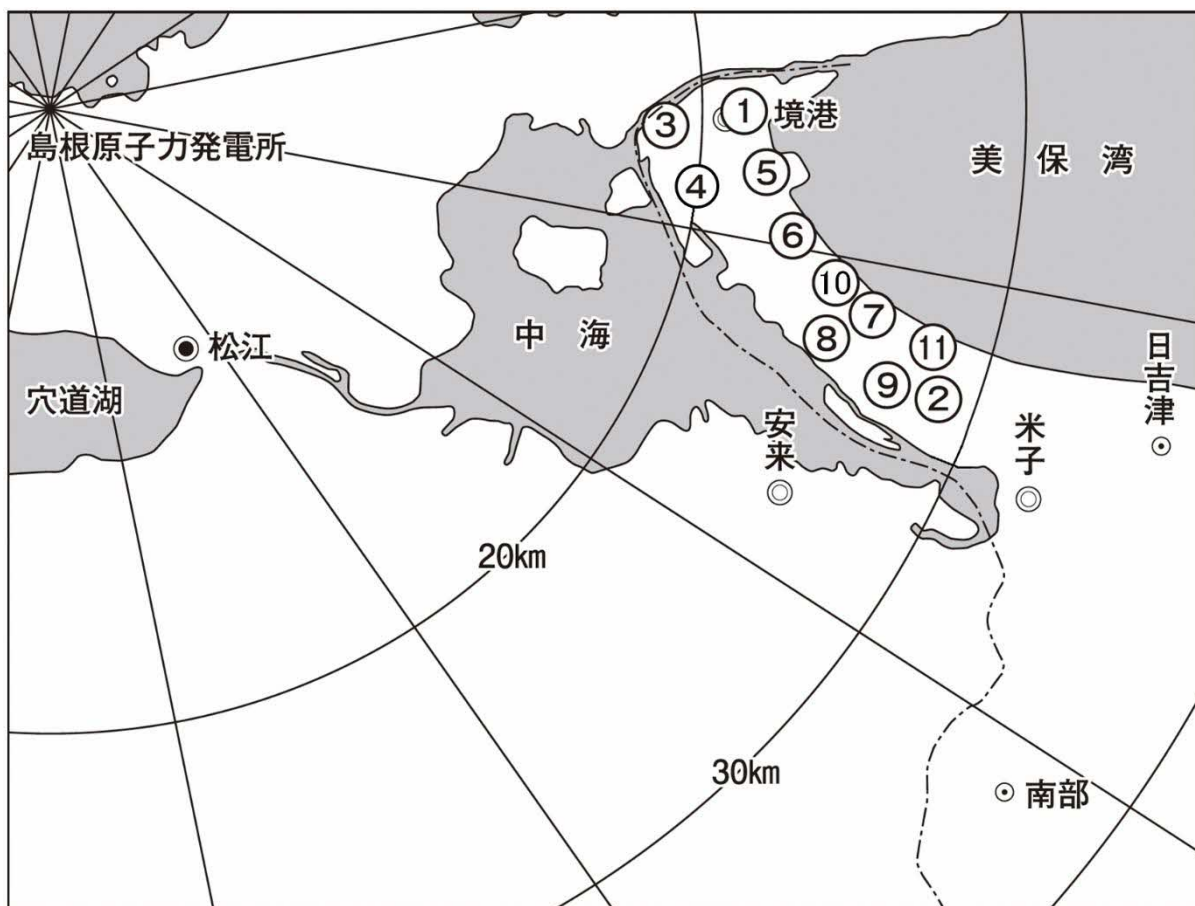 島根原子力発電所
①
境港
③
美保湾
④
⑤
⑥
⑩
⑦
中海
⑧
⑪
松江
日吉津
⑨
②
穴道湖
安来
米子
20km
30km
南部